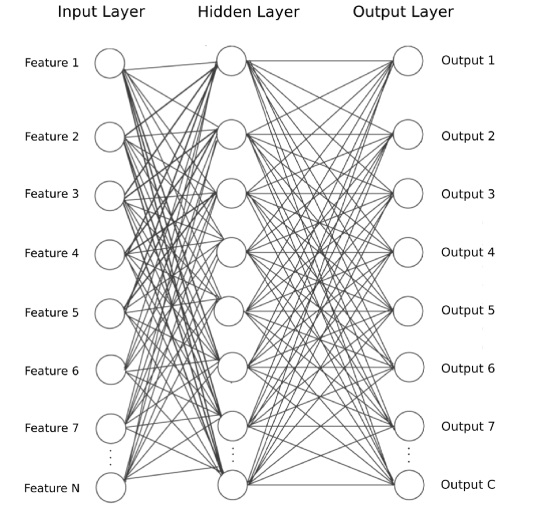 Input Layer Hidden Layer Output Layer
Feature 1 Output 1
Feature 2 Output 2
Feature 3 Output 3
Feature 4 Output 4
Feature 5 Output 5
Feature 6 Output 6
Feature 7 Output 7
Feature N Output C